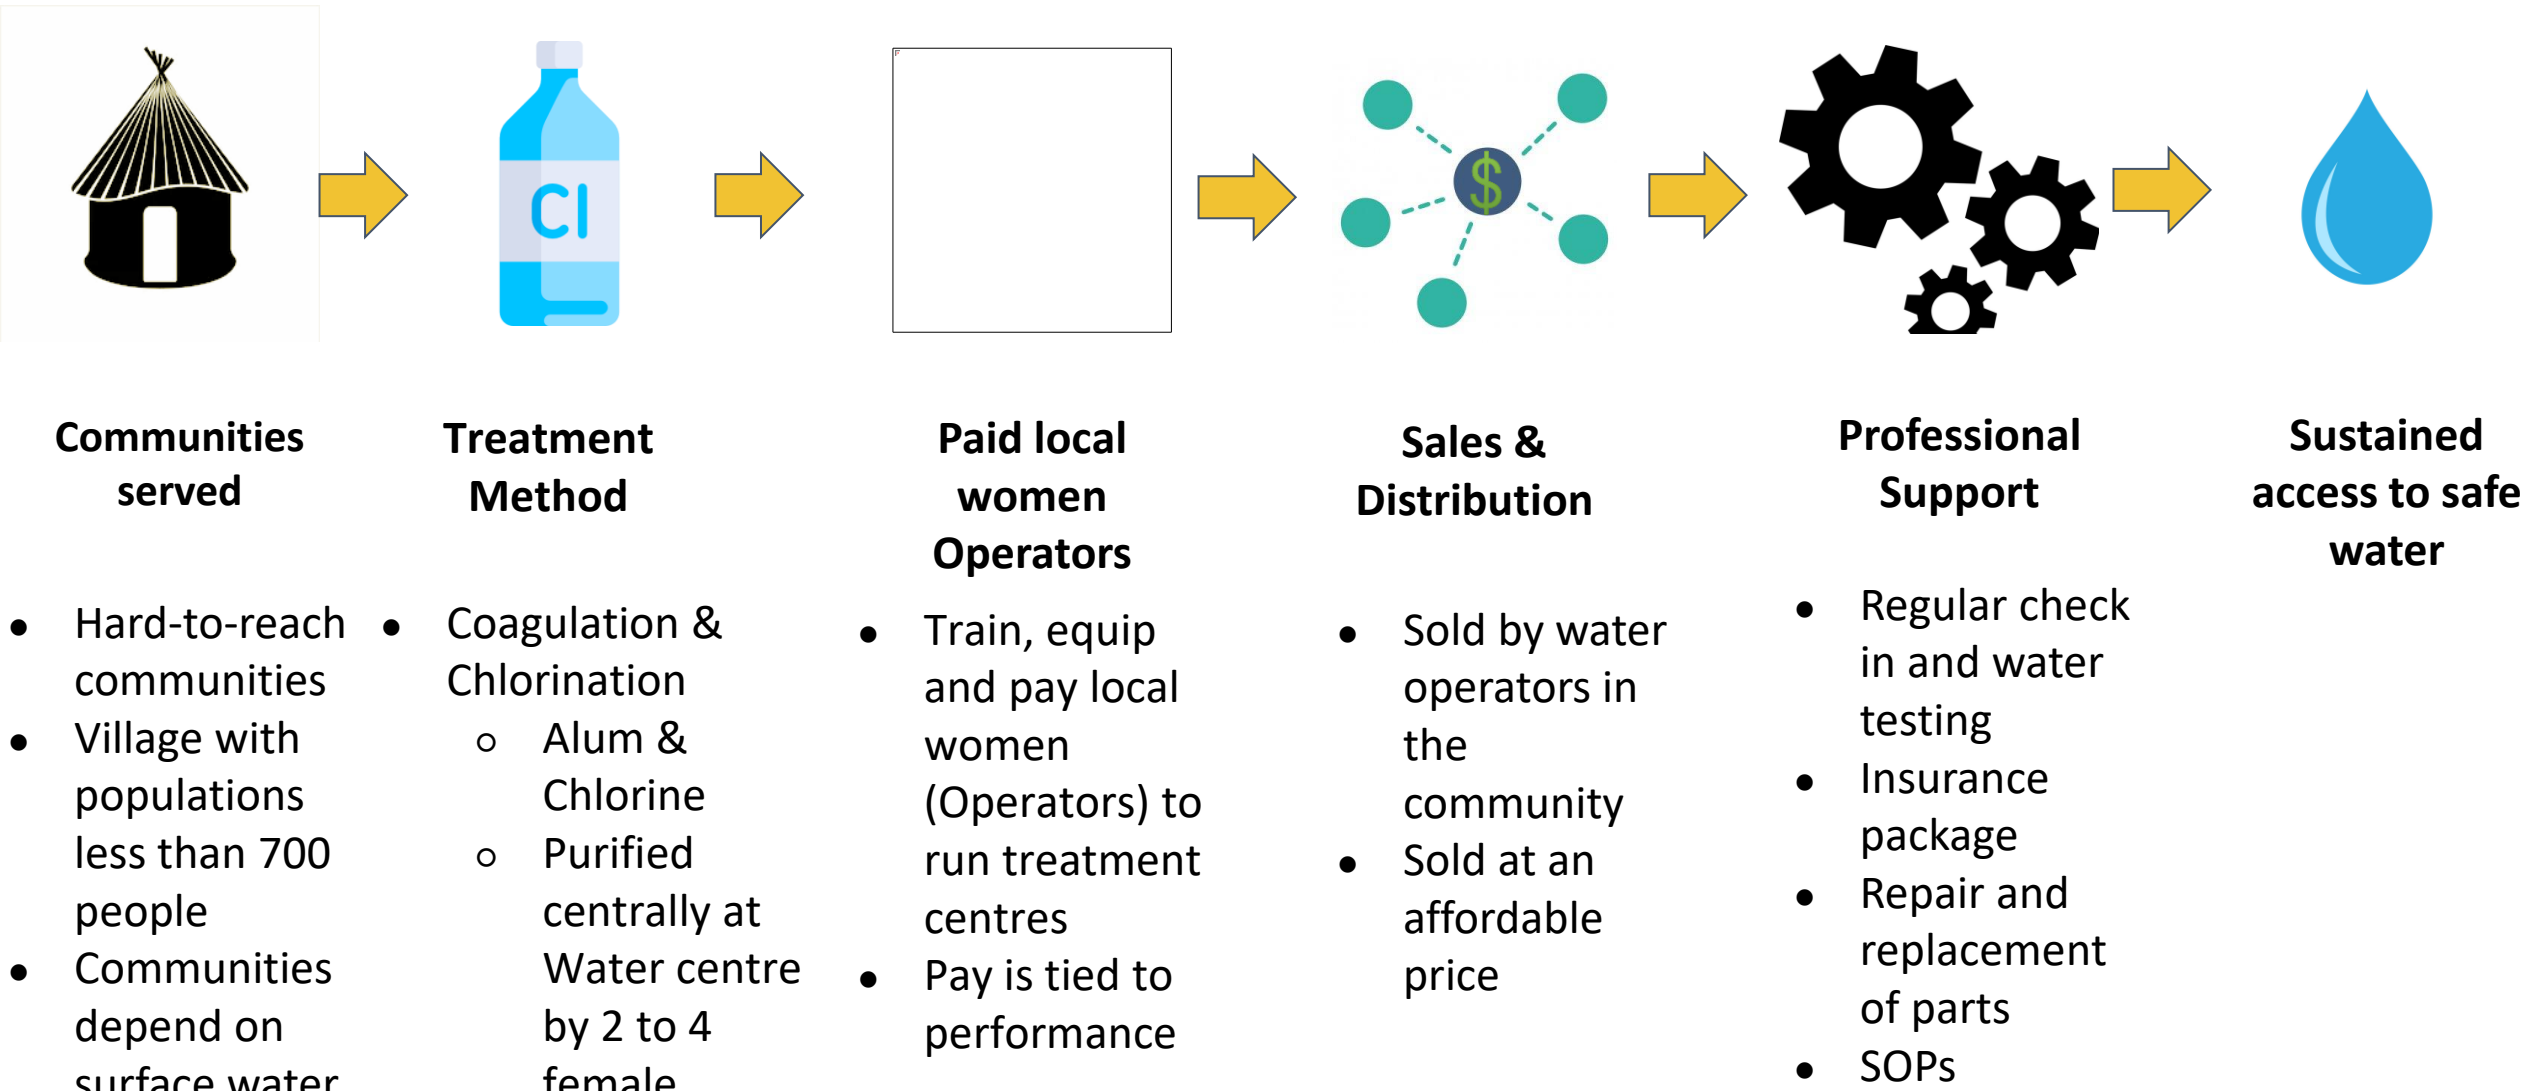 Cl
$
Communities
served
● Hard-to-reach
communities
● Village with
populations
less than 700
people
● Communities
depend on
surface water
Treatment
Method
● Coagulation &
Chlorination
○ Alum &
Chlorine
○ Purified
centrally at
Water centre
by 2 to 4
female
Paid local
women
Operators
● Train, equip
and pay local
women
(Operators) to
run treatment
centres
● Pay is tied to
performance
Sales &
Distribution
● Sold by water
operators in
the
community
● Sold at an
affordable
price
Professional
Support
● Regular check
in and water
testing
● Insurance
package
● Repair and
replacement
of parts
● SOPs
Sustained
access to safe
water